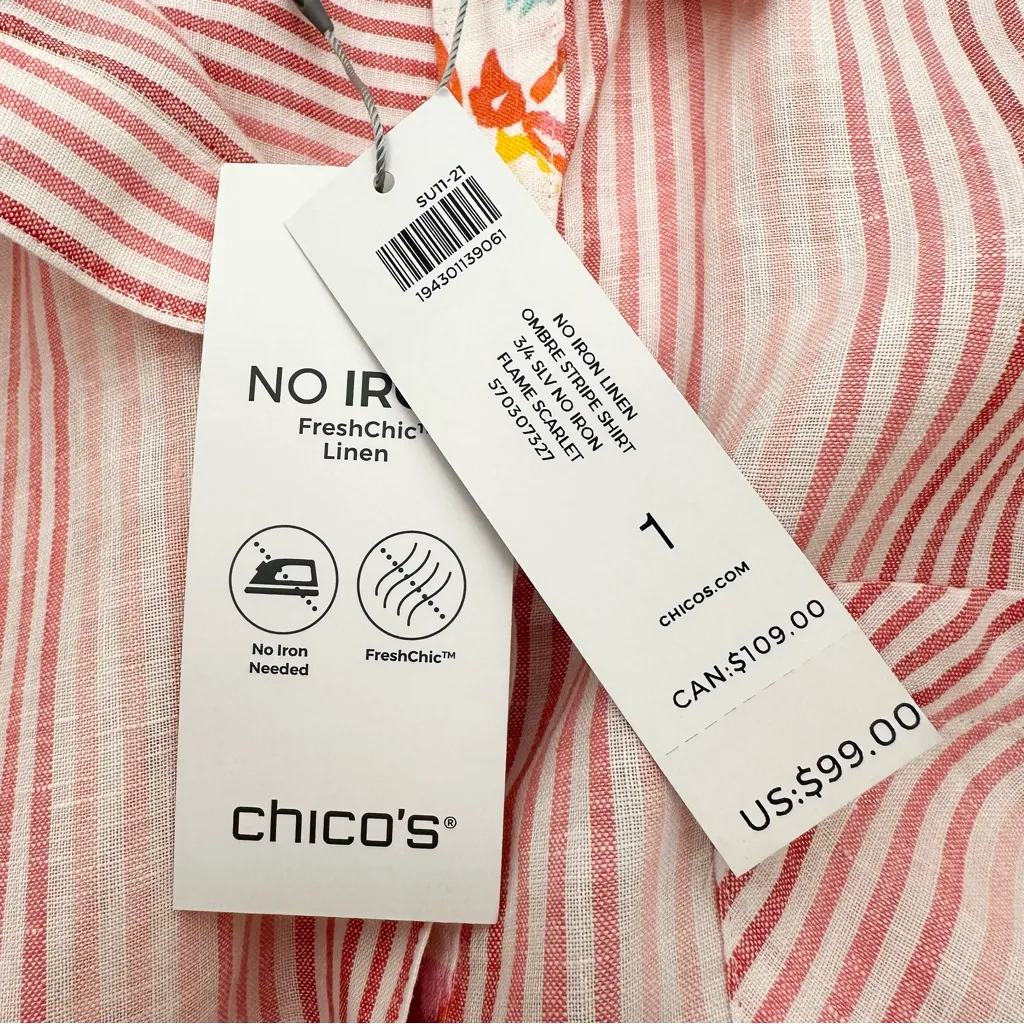 NO IRO
FreshChic™
Linen
No Iron
Needed
FreshChic™
chico's®
SU11-21
194301139061
NO IRON LINEN
OMBRE STRIPE SHIRT
3/4 SLV NO IRON
FLAME SCARLET
570307327
1
CHICOS.COM
CAN:$109.00
US:$99.00